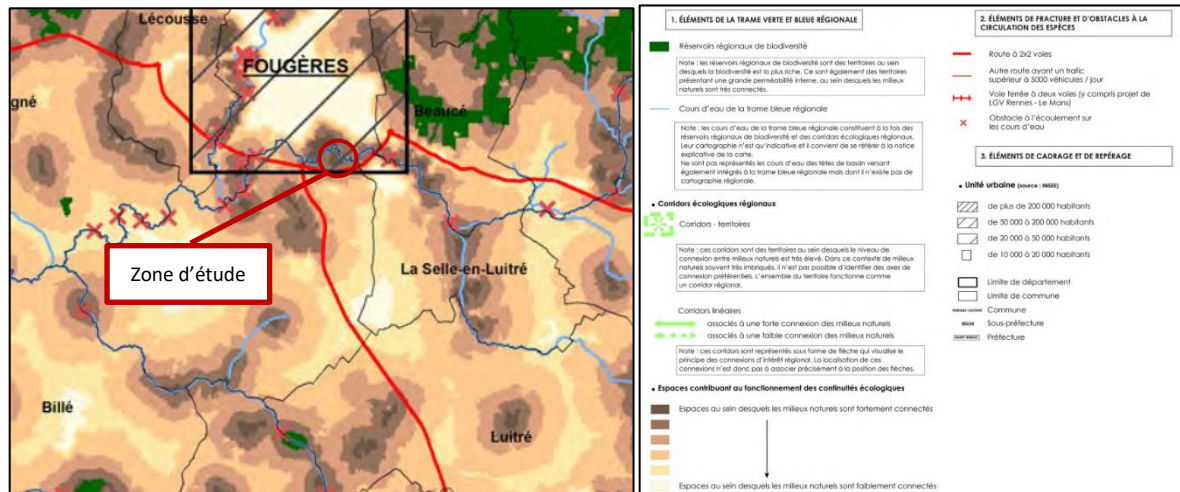 Lécousse
FOUGÈRES
gné
Beaucé
Zone d'étude
La Selle-en-Luitré
Billé
Luitré
1. ÉLÉMENTS DE LA TRAME VERTE ET BLEUE RÉGIONALE
Réservoirs régionaux de biodiversité
Note : les réservoirs régionaux de biodiversité sont des territoires au sein
desquels la biodiversité est la plus riche. Ce sont également des territoires
présentant une grande perméabilité interne, au sein desquels les milieux
naturels sont très connectés.
Cours d'eau de la trame bleue régionale
Note : les cours d'eau de la trame bleue régionale constituent à la fois des
réservoirs régionaux de biodiversité et des corridors écologiques régionaux.
Leur cartographie n'est qu'indicative et il convient de se référer à la notice
explicative de la carte.
Ne sont pas représentés les cours d'eau des têtes de bassin versant
également intégrés à la trame bleue régionale mais dont il n'existe pas de
cartographie régionale.
• Corridors écologiques régionaux
Corridors - territoires
Note : ces corridors sont des territoires au sein desquels le niveau de
connexion entre milieux naturels est très élevé. Dans ce contexte de milieux
naturels souvent très imbriqués, il n'est pas possible d'identifier des axes de
connexion préférentiels. L'ensemble du territoire fonctionne comme
un corridor régional.
Corridors linéaires
associés à une forte connexion des milieux naturels
associés à une faible connexion des milieux naturels
Note : ces corridors sont représentés sous forme de flèche qui visualise le
principe des connexions d'intérêt régional. La localisation de ces
connexions n'est donc pas à associer précisément à la position des flèches.
• Espaces contribuant au fonctionnement des continuités écologiques
Espaces au sein desquels les milieux naturels sont fortement connectés
Espaces au sein desquels les milieux naturels sont faiblement connectés
2. ÉLÉMENTS DE FRACTURE ET D'OBSTACLES À LA
CIRCULATION DES ESPÈCES
Route à 2x2 voies
Autre route ayant un trafic
supérieur à 5000 véhicules / jour
Voie ferrée à deux voies (y compris projet de
LGV Rennes - Le Mans)
Obstacle à l'écoulement sur
les cours d'eau
3. ÉLÉMENTS DE CADRAGE ET DE REPÉRAGE
• Unité urbaine (source : INSEE)
de plus de 200 000 habitants
de 50 000 à 200 000 habitants
de 20 000 à 50 000 habitants
de 10 000 à 20 000 habitants
Limite de département
Limite de commune
Commune
Sous-préfecture
Préfecture